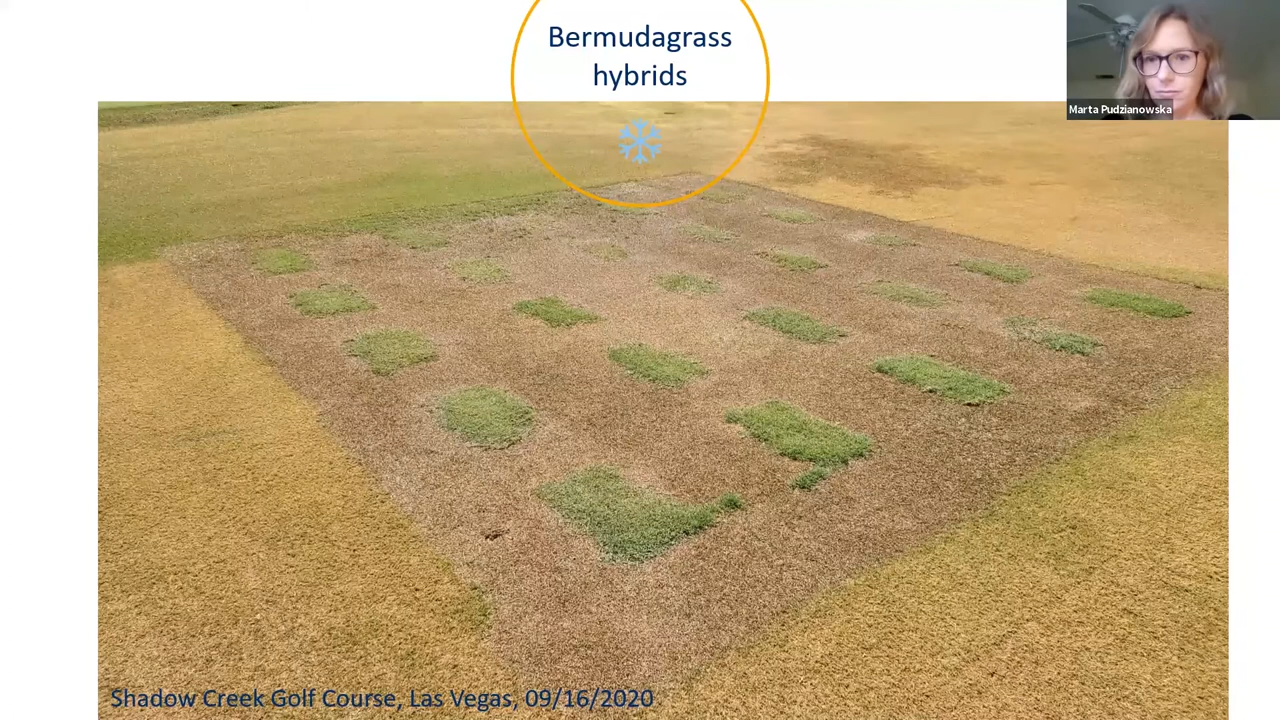 Bermudagrass
hybrids
Marta Pudzianowska
Shadow Creek Golf Course, Las Vegas, 09/16/2020